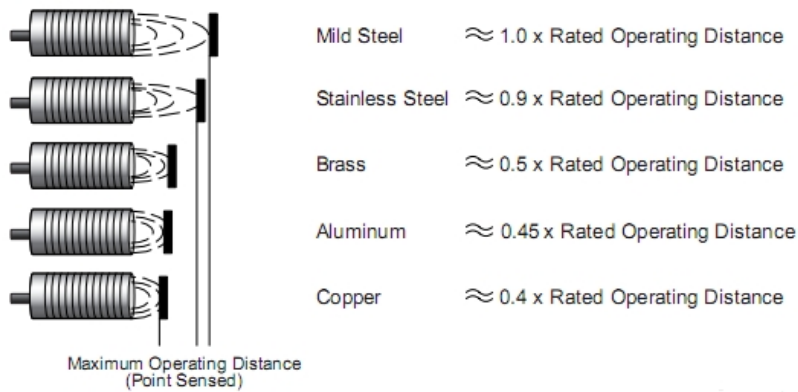 Mild Steel ≈ 1.0 x Rated Operating Distance
Stainless Steel ≈ 0.9 x Rated Operating Distance
Brass ≈ 0.5 x Rated Operating Distance
Aluminum ≈ 0.45 x Rated Operating Distance
Copper ≈ 0.4 x Rated Operating Distance
Maximum Operating Distance
(Point Sensed)